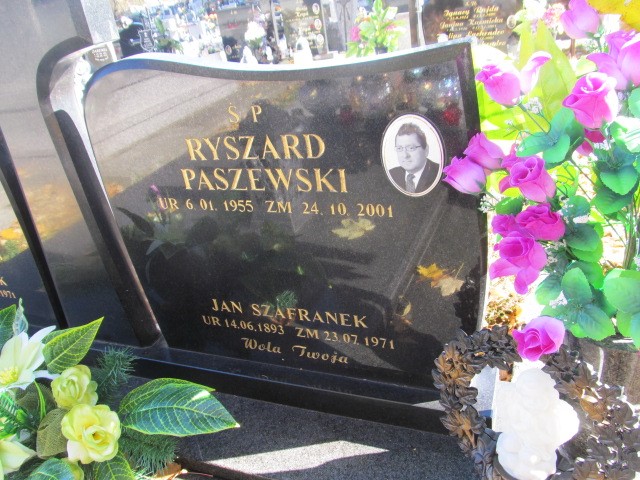 Ś P
RYSZARD
PASZEWSKI
UR 6.01.1955 ZM 24.10.2001
JAN SZAFRANEK
UR 14.06.1893 ZM 23.07.1971
Wola Twoja